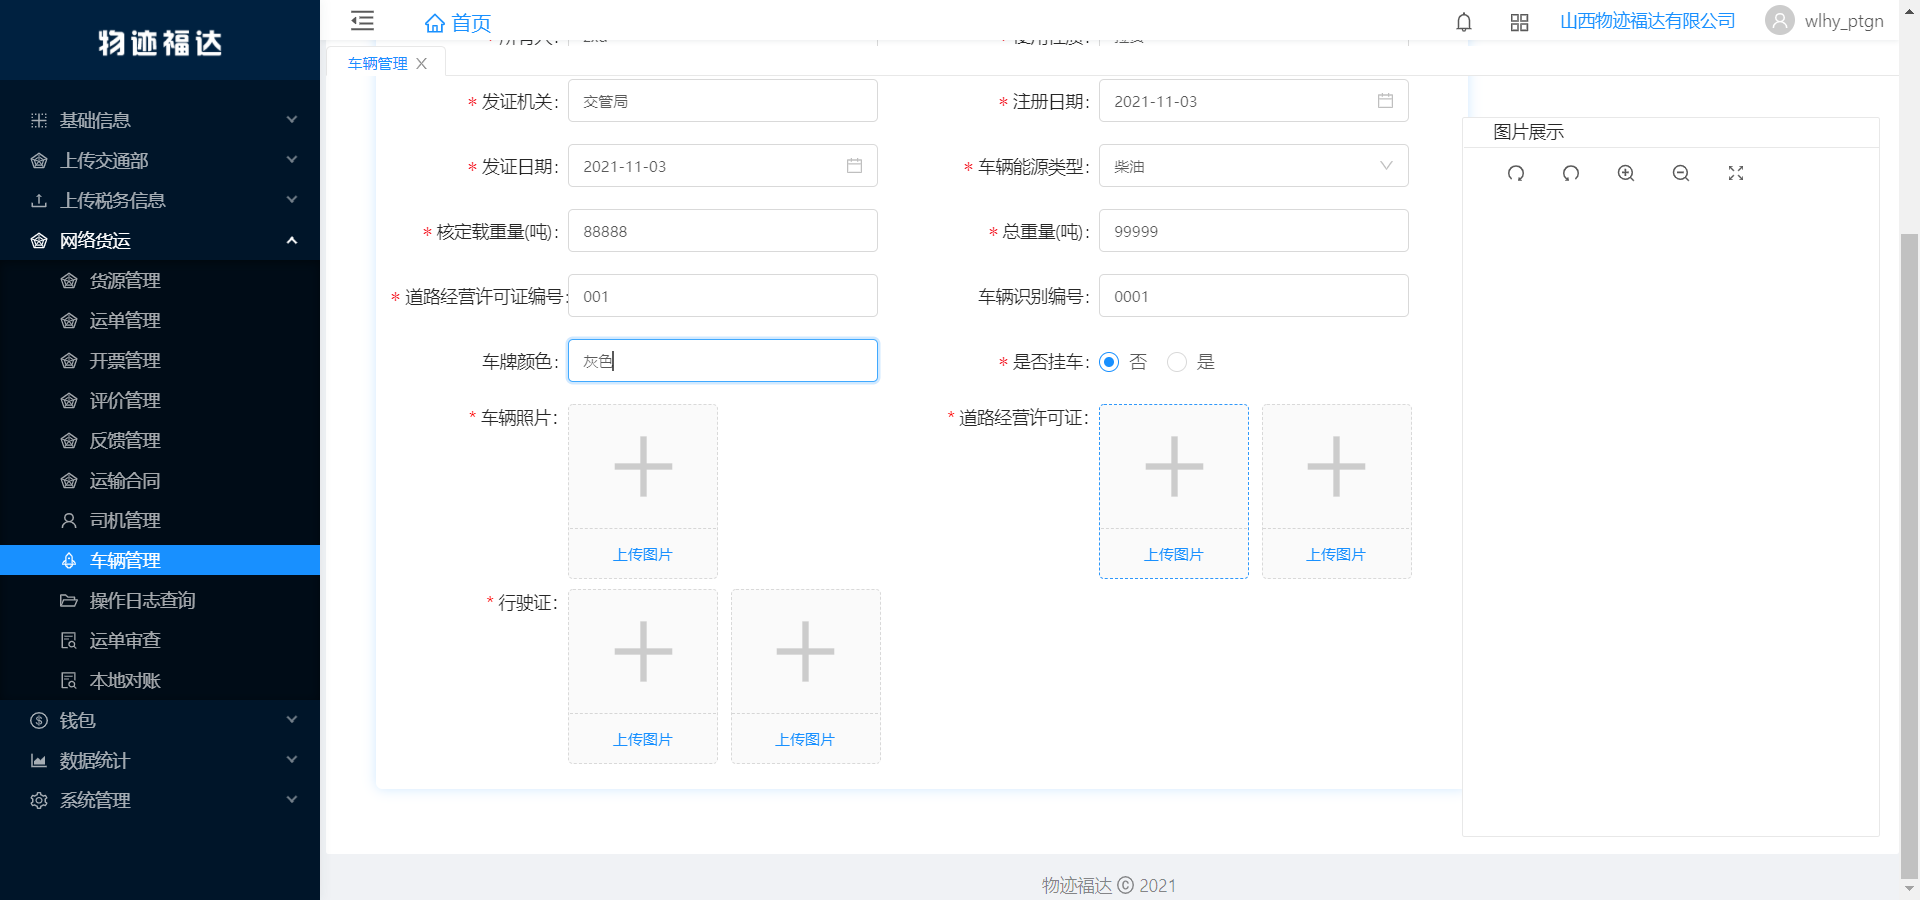 物迹福达
首页
山西物迹福达有限公司
wlhy_ptgn
车辆管理
基础信息
上传交通部
上传税务信息
网络货运
货源管理
运单管理
开票管理
评价管理
反馈管理
运输合同
司机管理
车辆管理
操作日志查询
运单审查
本地对账
钱包
数据统计
系统管理
* 发证机关: 交管局
* 注册日期: 2021-11-03
* 发证日期: 2021-11-03
* 车辆能源类型: 柴油
* 核定载重量(吨): 88888
* 总重量(吨): 99999
* 道路经营许可证编号: 001
车辆识别编号: 0001
车牌颜色: 灰色
* 是否挂车: 否 是
* 车辆照片:
上传图片
* 道路经营许可证:
上传图片 上传图片
* 行驶证:
上传图片 上传图片
图片展示
物迹福达 © 2021